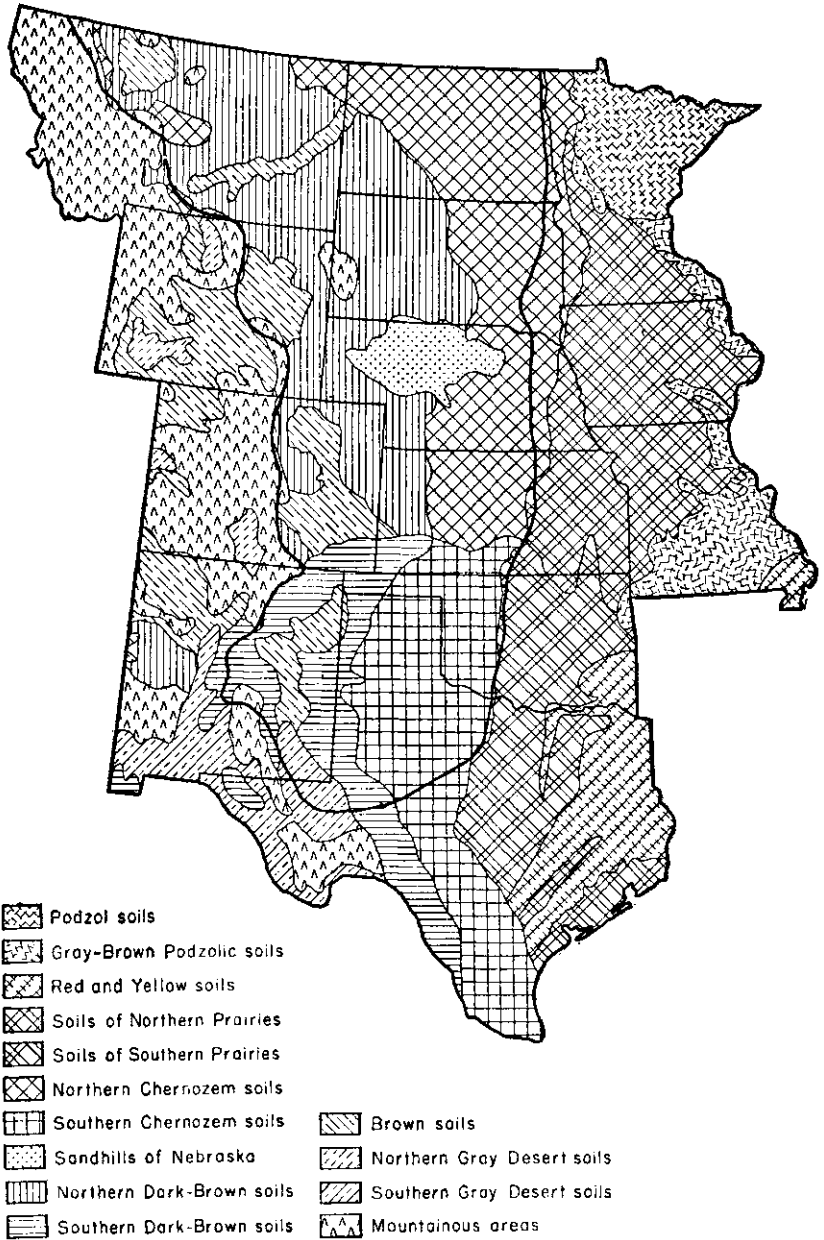 Podzol soils
Gray-Brown Podzolic soils
Red and Yellow soils
Soils of Northern Prairies
Soils of Southern Prairies
Northern Chernozem soils
Southern Chernozem soils
Sandhills of Nebraska
Northern Dark-Brown soils
Southern Dark-Brown soils
Brown soils
Northern Gray Desert soils
Southern Gray Desert soils
Mountainous areas